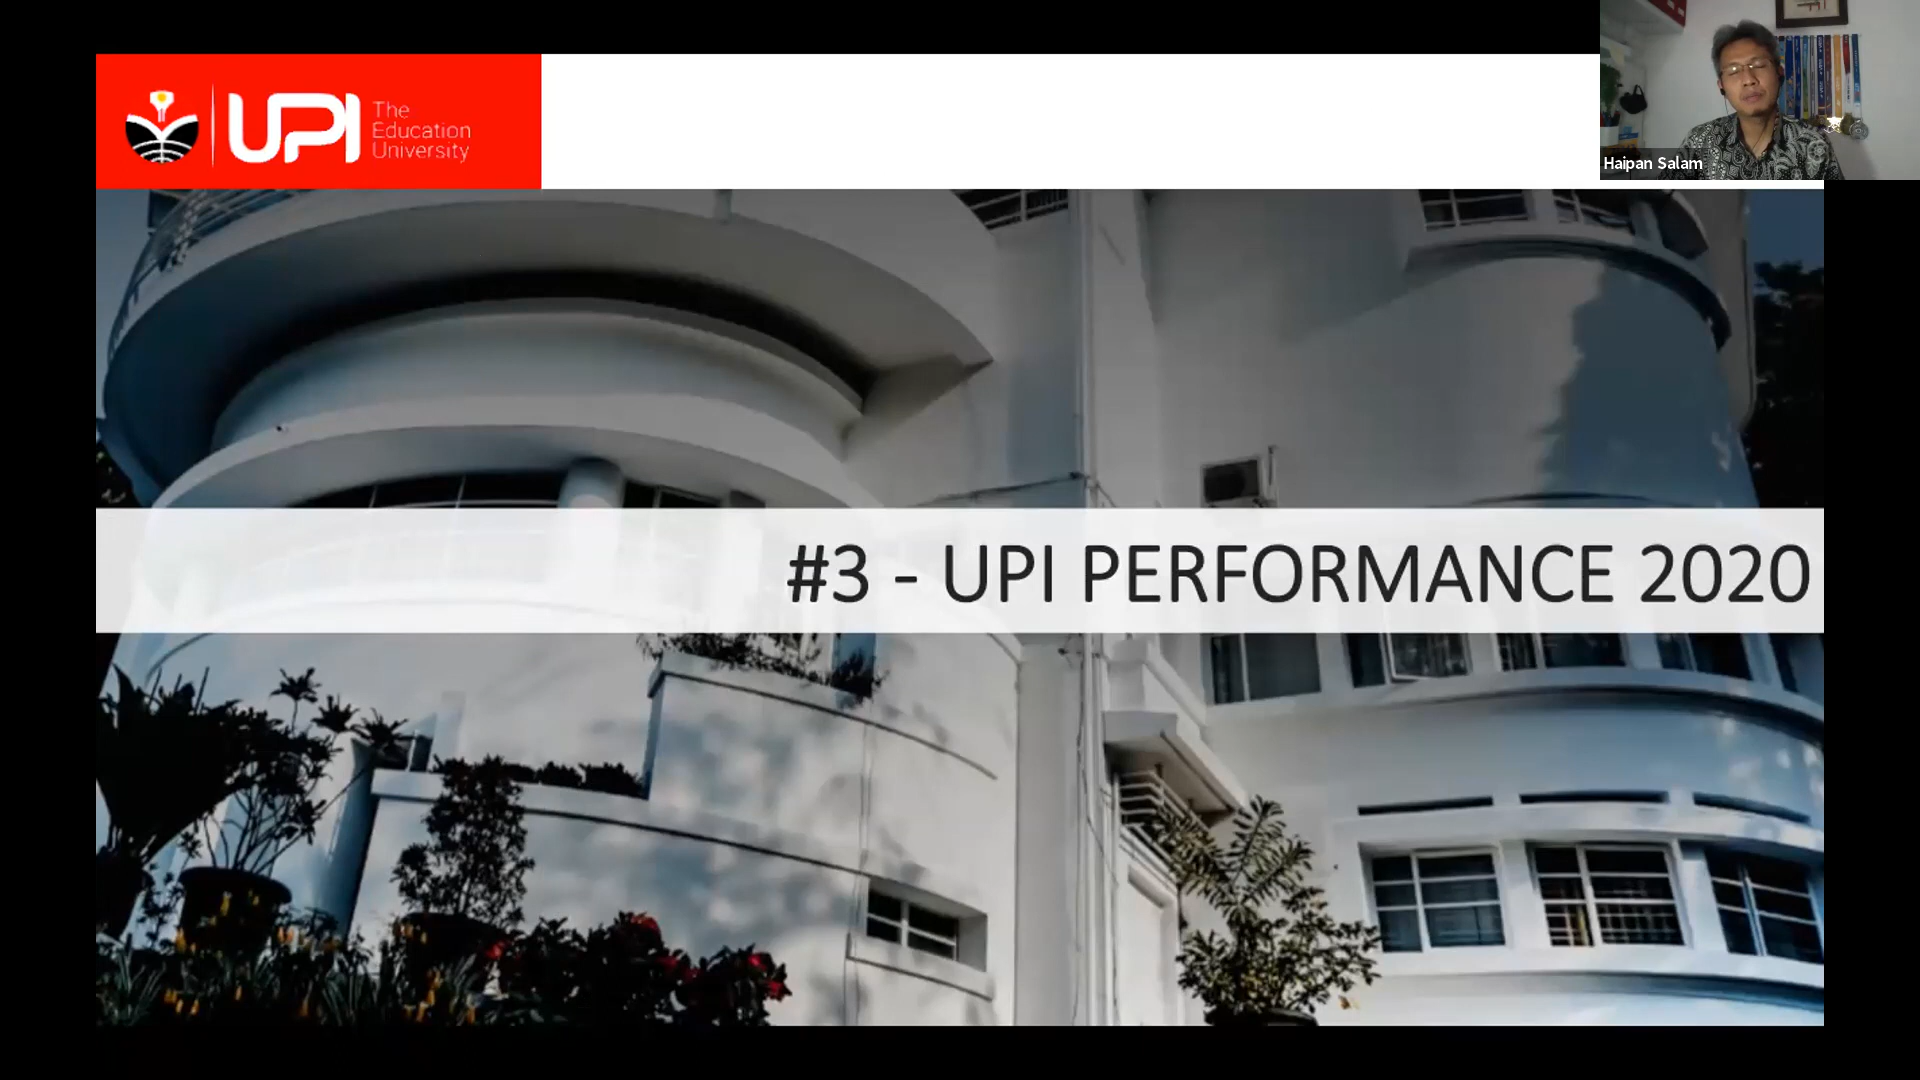 UPI
The
Education
University
Haipan Salam
#3 - UPI PERFORMANCE 2020